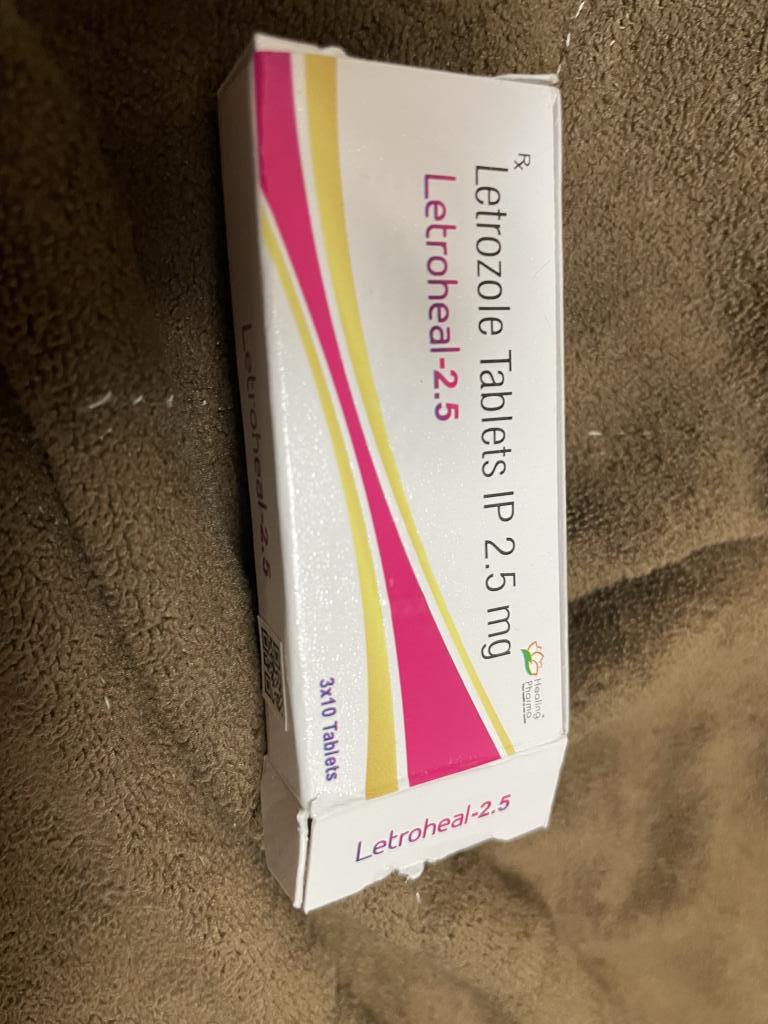 Rx
Letrozole Tablets IP 2.5 mg
Letroheal-2.5
Healing
Pharma
3x10 Tablets
Letroheal-2.5
Letroheal-2.5